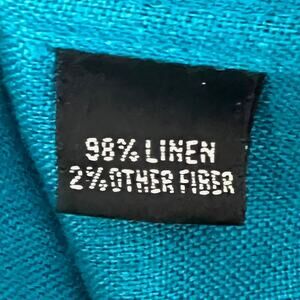 98% LINEN
2% OTHER FIBER